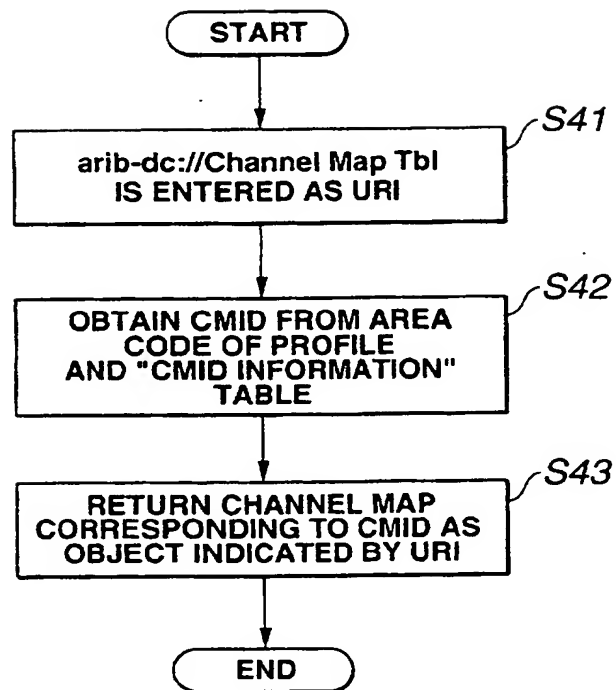 START
S41
arib-dc://Channel Map Tbl
IS ENTERED AS URI
S42
OBTAIN CMID FROM AREA
CODE OF PROFILE
AND "CMID INFORMATION"
TABLE
S43
RETURN CHANNEL MAP
CORRESPONDING TO CMID AS
OBJECT INDICATED BY URI
END